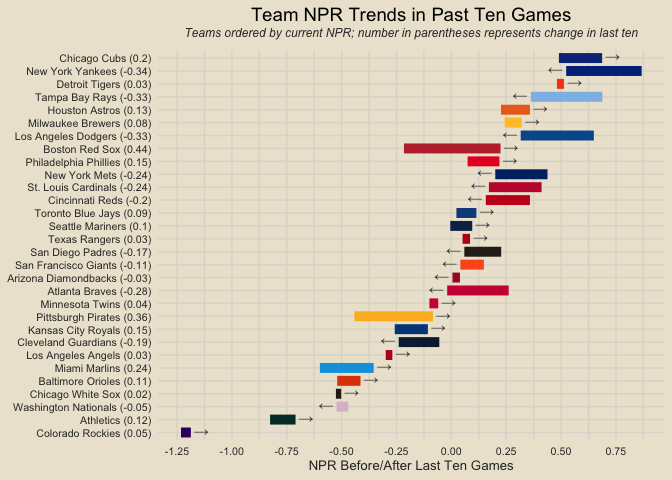 Team NPR Trends in Past Ten Games
Teams ordered by current NPR; number in parentheses represents change in last ten
Chicago Cubs (0.2)
New York Yankees (-0.34)
Detroit Tigers (0.03)
Tampa Bay Rays (-0.33)
Houston Astros (0.13)
Milwaukee Brewers (0.08)
Los Angeles Dodgers (-0.33)
Boston Red Sox (0.44)
Philadelphia Phillies (0.15)
New York Mets (-0.24)
St. Louis Cardinals (-0.24)
Cincinnati Reds (-0.2)
Toronto Blue Jays (0.09)
Seattle Mariners (0.1)
Texas Rangers (0.03)
San Diego Padres (-0.17)
San Francisco Giants (-0.11)
Arizona Diamondbacks (-0.03)
Atlanta Braves (-0.28)
Minnesota Twins (0.04)
Pittsburgh Pirates (0.36)
Kansas City Royals (0.15)
Cleveland Guardians (-0.19)
Los Angeles Angels (0.03)
Miami Marlins (0.24)
Baltimore Orioles (0.11)
Chicago White Sox (0.02)
Washington Nationals (-0.05)
Athletics (0.12)
Colorado Rockies (0.05)
-1.25 -1.00 -0.75 -0.50 -0.25 0.00 0.25 0.50 0.75
NPR Before/After Last Ten Games